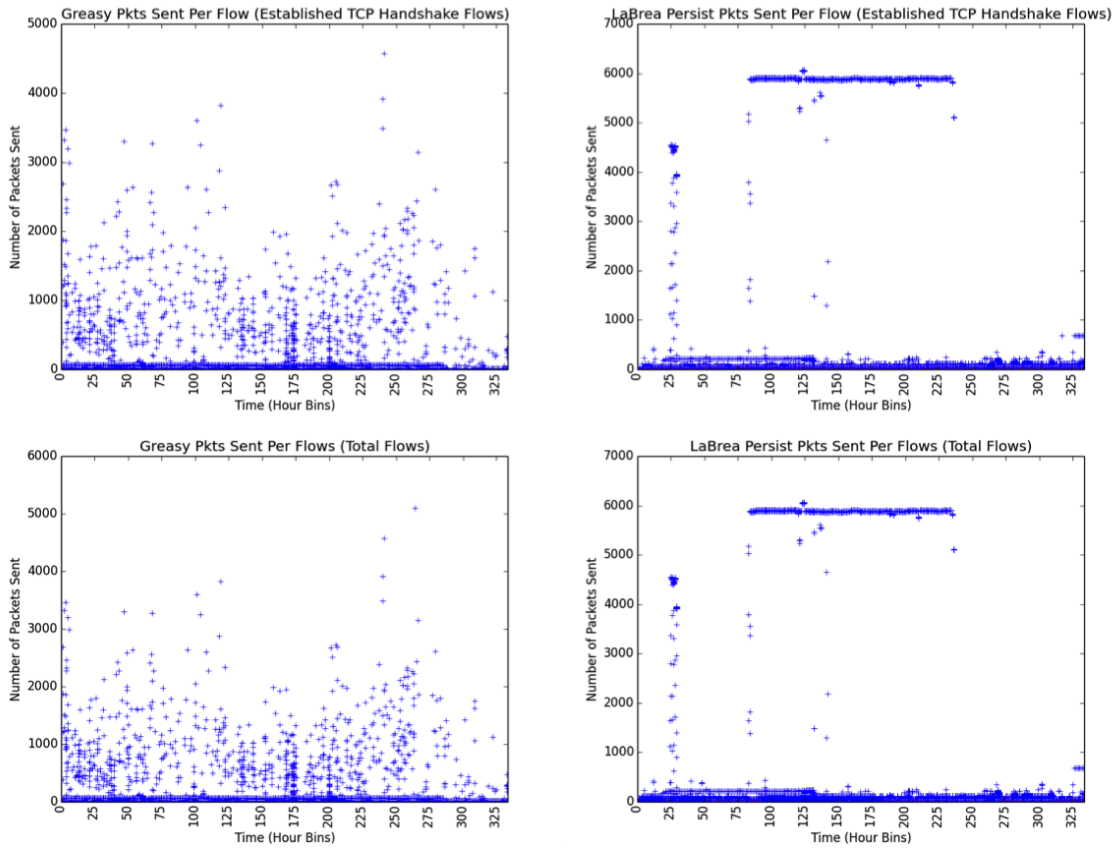 Greasy Pkts Sent Per Flow (Established TCP Handshake Flows)
5000
4000
3000
2000
1000
0
Number of Packets Sent
0 25 50 75 100 125 150 175 200 225 250 275 300 325
Time (Hour Bins)
LaBrea Persist Pkts Sent Per Flow (Established TCP Handshake Flows)
7000
6000
5000
4000
3000
2000
1000
0
Number of Packets Sent
0 25 50 75 100 125 150 175 200 225 250 275 300 325
Time (Hour Bins)
Greasy Pkts Sent Per Flows (Total Flows)
6000
5000
4000
3000
2000
1000
0
Number of Packets Sent
0 25 50 75 100 125 150 175 200 225 250 275 300 325
Time (Hour Bins)
LaBrea Persist Pkts Sent Per Flows (Total Flows)
7000
6000
5000
4000
3000
2000
1000
0
Number of Packets Sent
0 25 50 75 100 125 150 175 200 225 250 275 300 325
Time (Hour Bins)